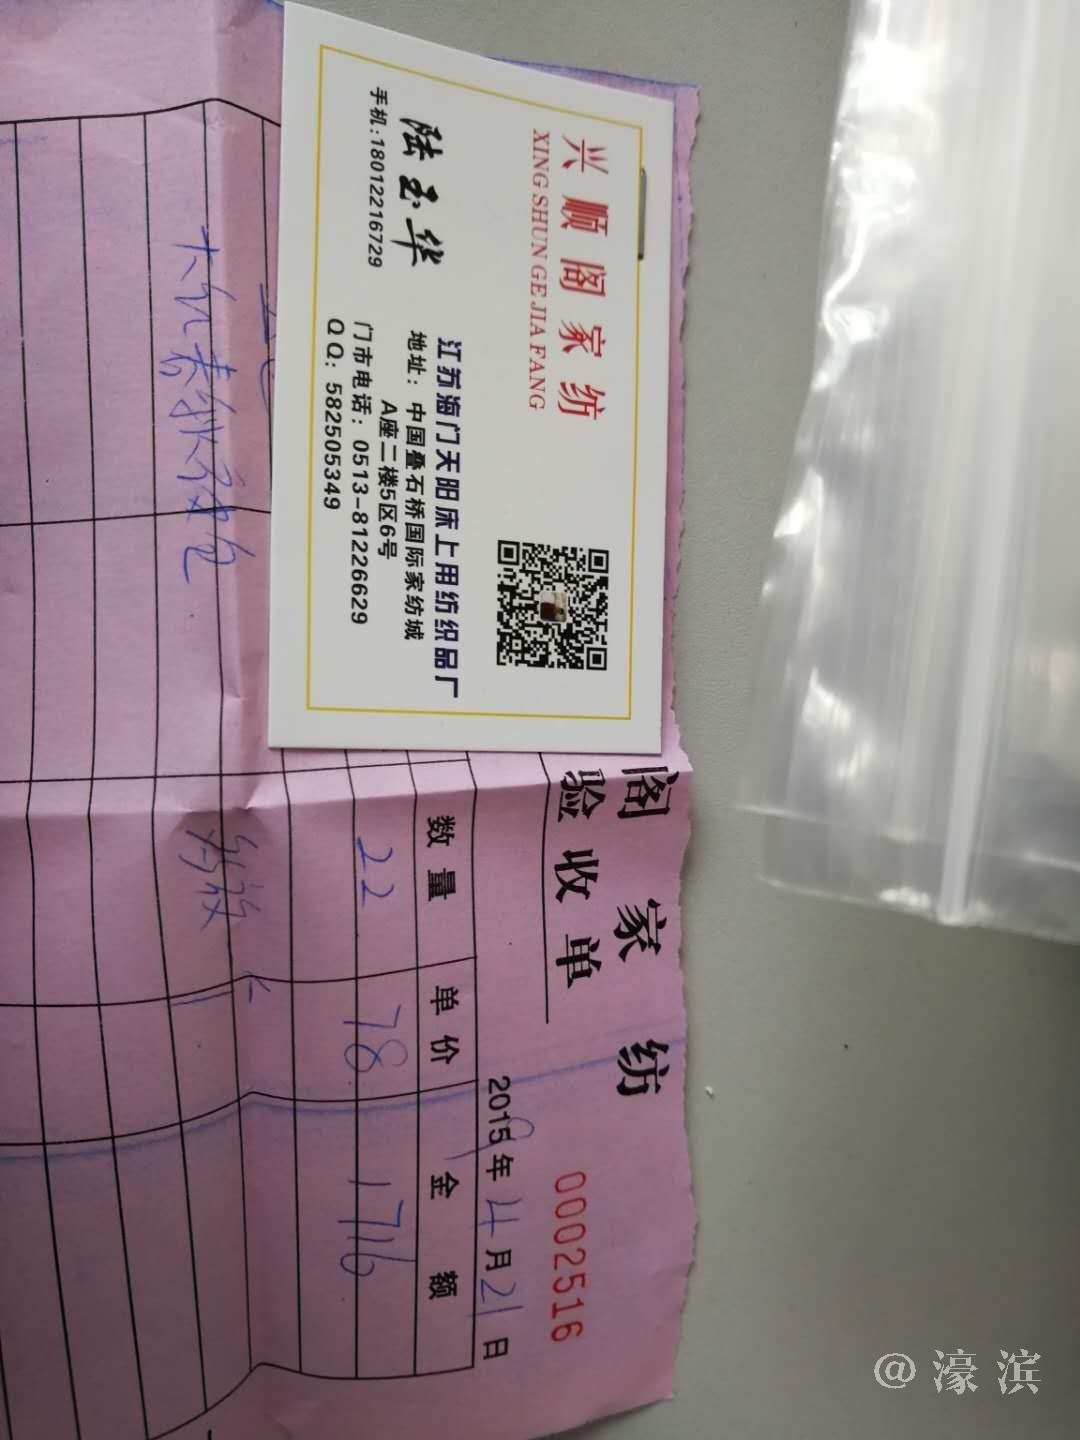 兴顺阁家纺
XING SHUN GE JIA FANG
陆玉华
手机:18012216729
江苏海门天阳床上用纺织品厂
地址：中国叠石桥国际家纺城
A座二楼5区6号
门市电话：0513-81226629
QQ：582505349
阁家纺
验收单
0002516
2015年4月21日
数量 单价 金额
22 78 1716
@濠滨